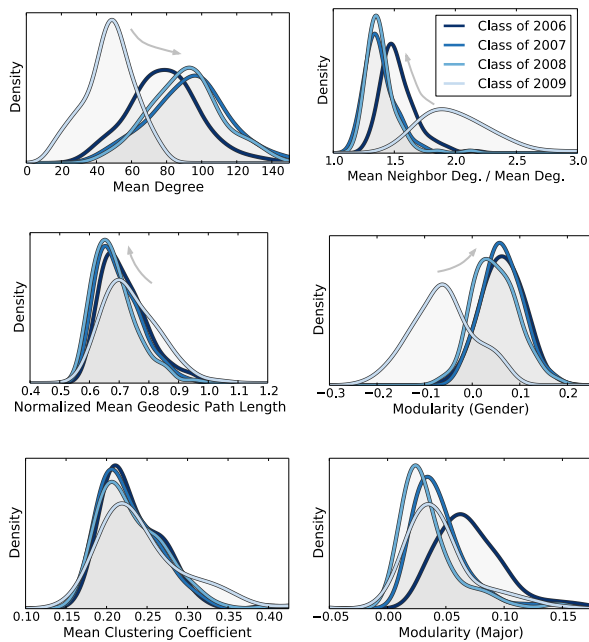 Density
0 20 40 60 80 100 120 140
Mean Degree
Density
Class of 2006
Class of 2007
Class of 2008
Class of 2009
1.0 1.5 2.0 2.5 3.0
Mean Neighbor Deg. / Mean Deg.
Density
0.4 0.5 0.6 0.7 0.8 0.9 1.0 1.1 1.2
Normalized Mean Geodesic Path Length
Density
−0.3 −0.2 −0.1 0.0 0.1 0.2
Modularity (Gender)
Density
0.10 0.15 0.20 0.25 0.30 0.35 0.40
Mean Clustering Coefficient
Density
−0.05 0.00 0.05 0.10 0.15
Modularity (Major)